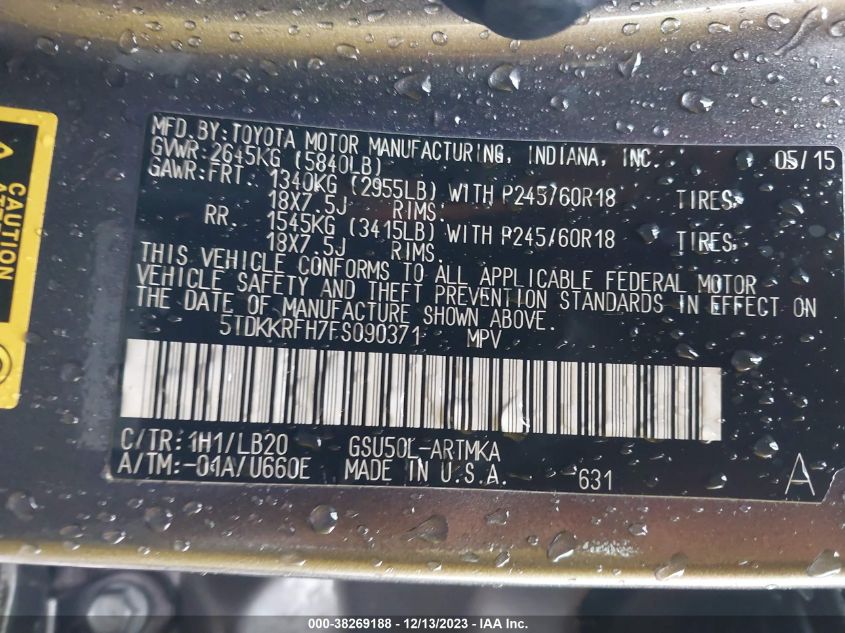 MFD. BY: TOYOTA MOTOR MANUFACTURING, INDIANA, INC. 05/15
GVWR: 2645KG (5840LB)
GAWR: FRT. 1340KG (2955LB) WITH P245/60R18 TIRES,
18X7.5J RIMS.
RR. 1545KG (3415LB) WITH P245/60R18 TIRES,
18X7.5J RIMS.
THIS VEHICLE CONFORMS TO ALL APPLICABLE FEDERAL MOTOR
VEHICLE SAFETY AND THEFT PREVENTION STANDARDS IN EFFECT ON
THE DATE OF MANUFACTURE SHOWN ABOVE.
5TDKKRFH7FS090371 MPV
C/TR: 1H1/LB20 GSU50L-ARTMKA
A/TM: -01A/U660E MADE IN U.S.A. 631 A
CAUTION
000-38269188 - 12/13/2023 - IAA Inc.